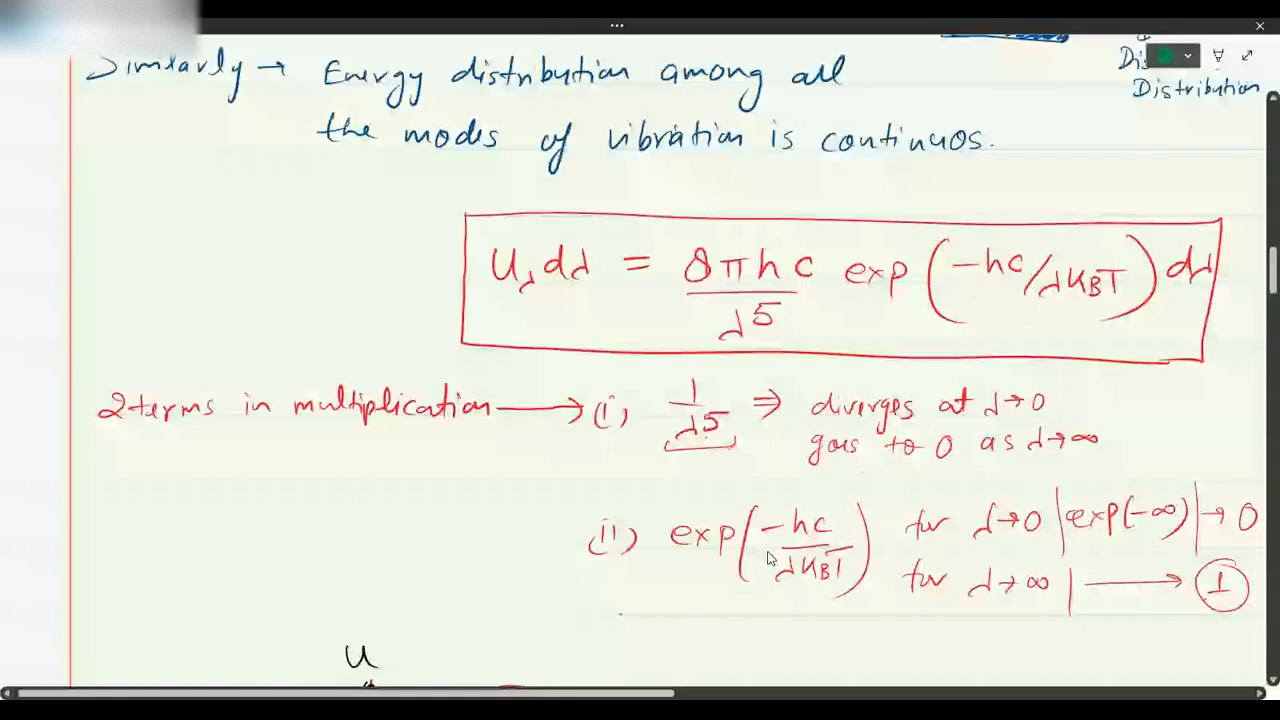 Similarly → Energy distribution among all
the modes of vibration is continuos.
Distribution
U_λ dλ = 8πhc/λ^5 exp(-hc/λK_BT) dλ
2 terms in multiplication → (i) 1/λ^5 ⇒ diverges at λ→0
goes to 0 as λ→∞
(ii) exp(-hc/λK_BT) for λ→0 | exp(-∞) | → 0
for λ→∞ | → 1
U